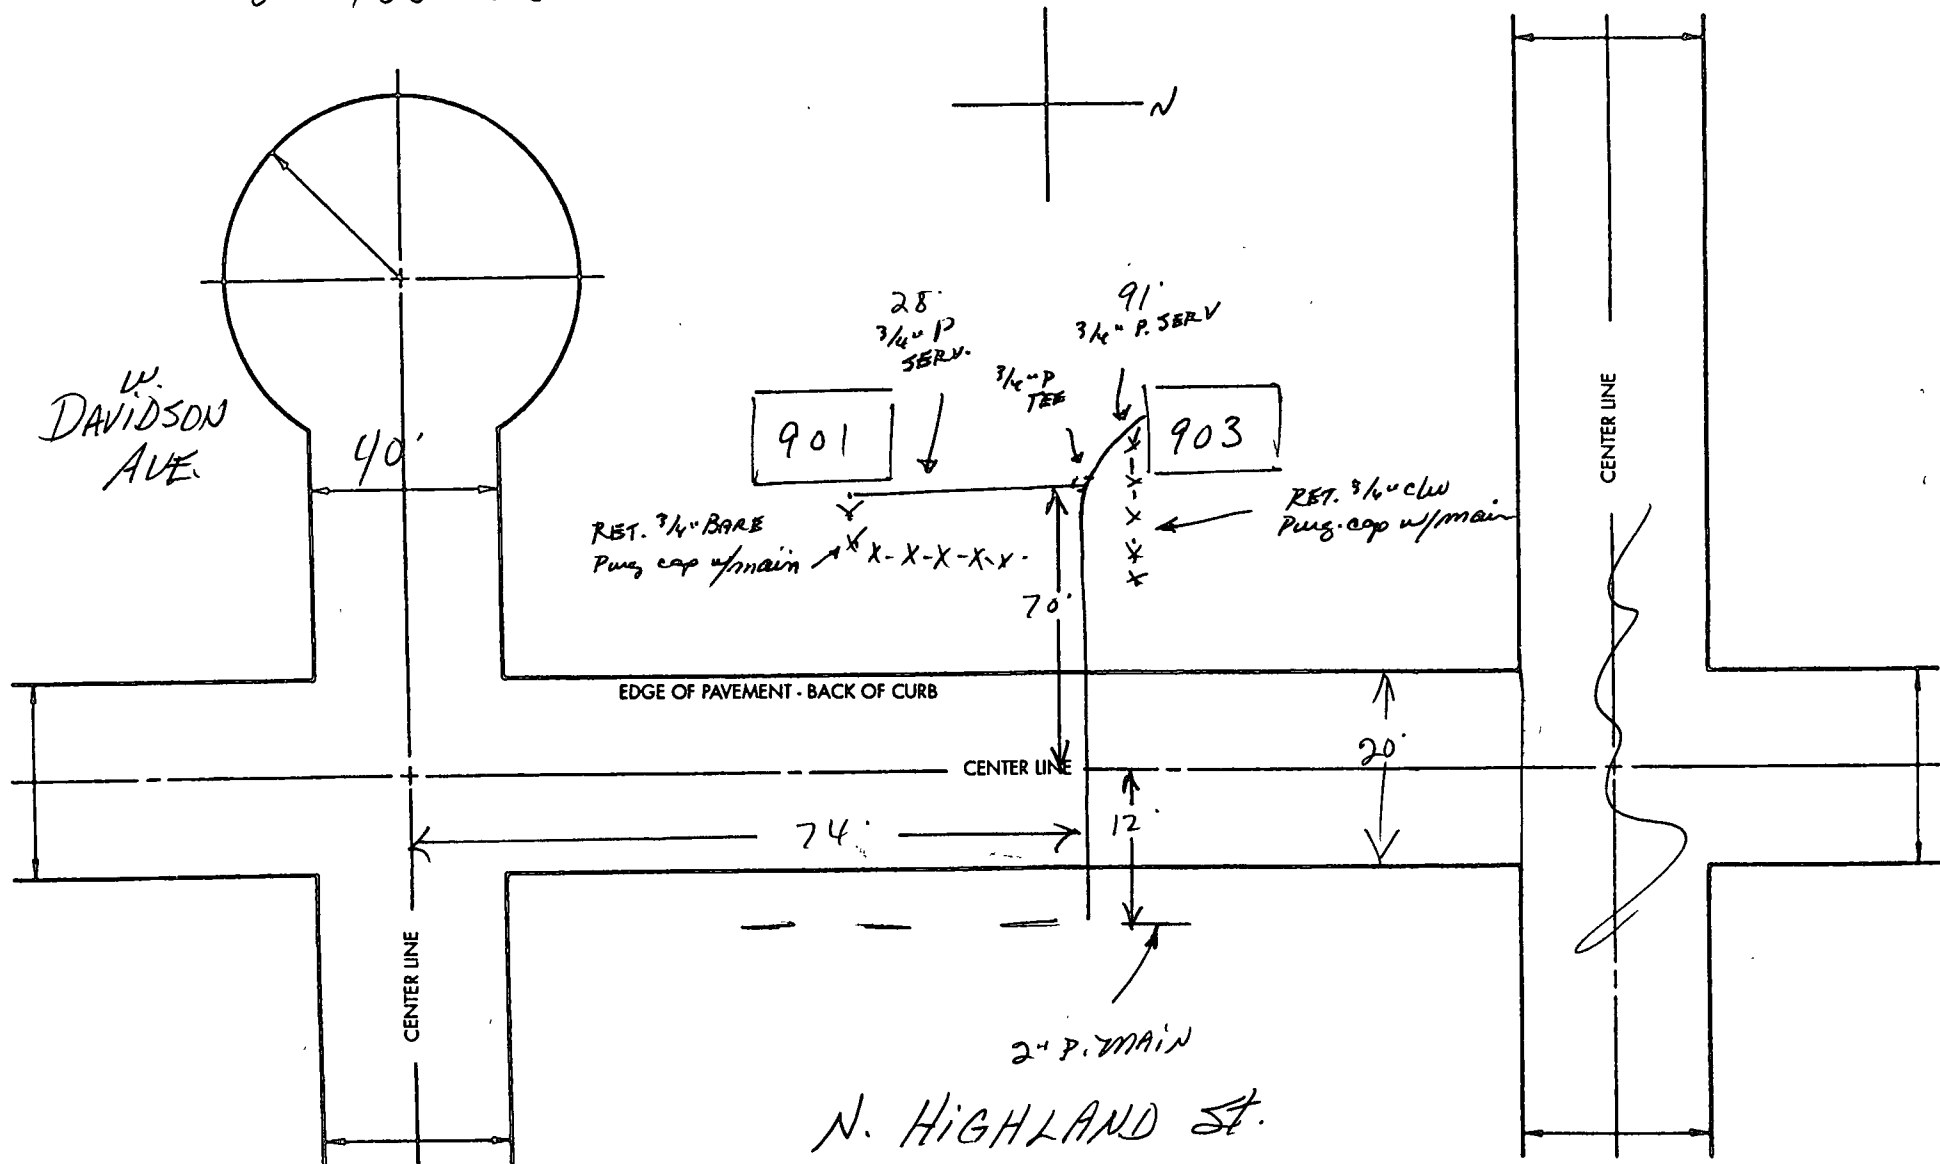 N
28'
3/4" P
SERV.
91'
3/4" P. SERV
3/4" P
TEE
W.
DAVIDSON
AVE.
40'
901
903
CENTER LINE
RET. 3/4" BARE
Purg cap w/main
X-X-X-X-X
RET. 3/4" c/w
Purg. cap w/main
70'
EDGE OF PAVEMENT - BACK OF CURB
CENTER LINE
20'
74'
12'
CENTER LINE
2" P. MAIN
N. HIGHLAND St.